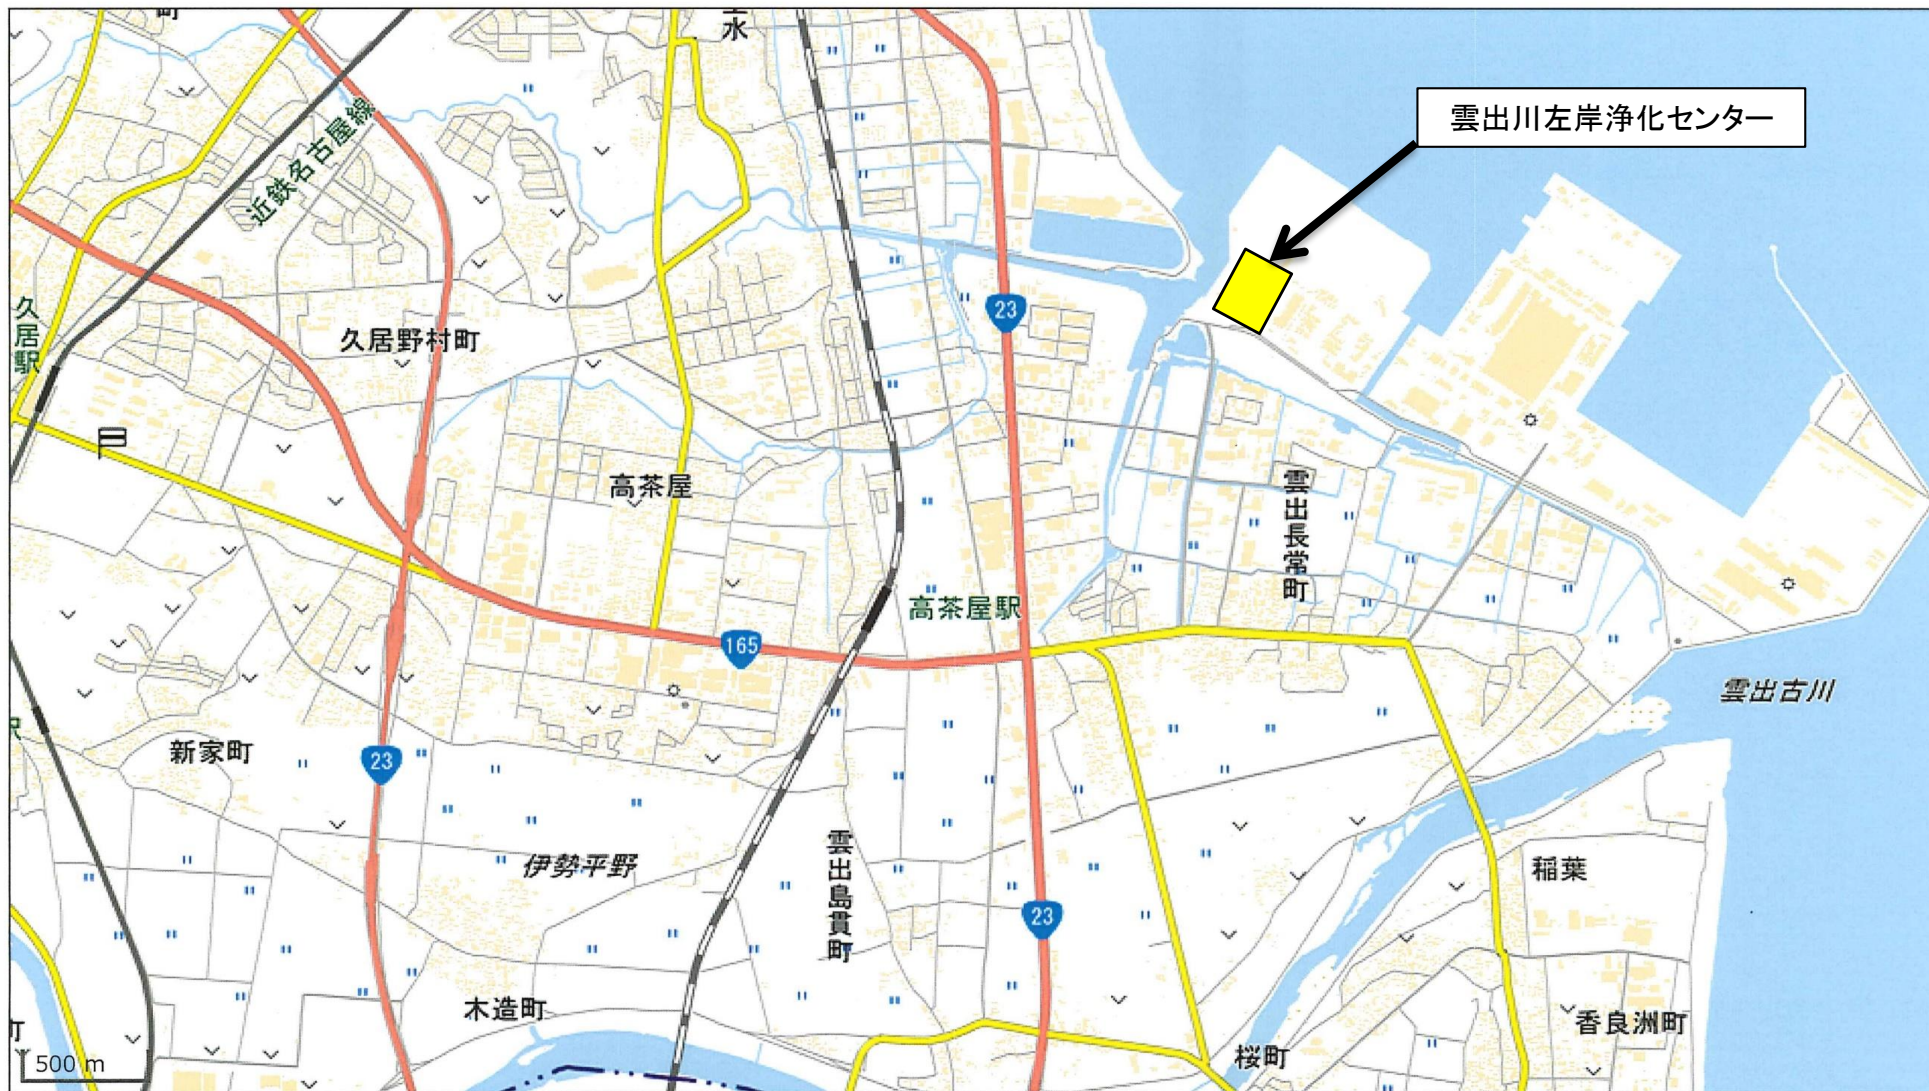 雲出川左岸浄化センター
近鉄名古屋線
久居駅
久居野村町
23
高茶屋
雲出長常町
高茶屋駅
165
雲出古川
新家町
23
伊勢平野
雲出島貫町
稲葉
23
木造町
香良洲町
桜町
500 m